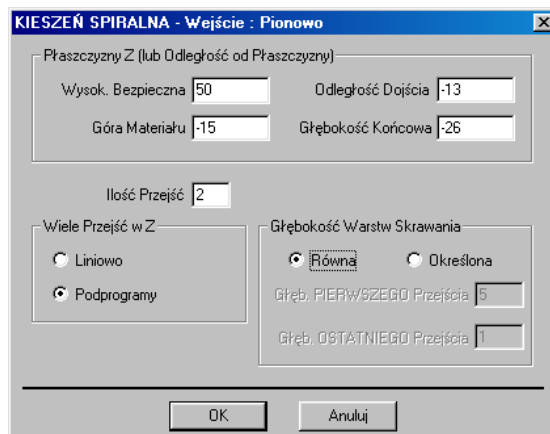 KIESZEŃ SPIRALNA - Wejście : Pionowo
Płaszczyzny Z (lub Odległość od Płaszczyzny)
Wysok. Bezpieczna 50 Odległość Dojścia -13
Góra Materiału -15 Głębokość Końcowa -26
Ilość Przejść 2
Wiele Przejść w Z Głębokość Warstw Skrawania
Liniowo Równa Określona
Podprogramy Głęb. PIERWSZEGO Przejścia 5
Głęb. OSTATNIEGO Przejścia 1
OK Anuluj